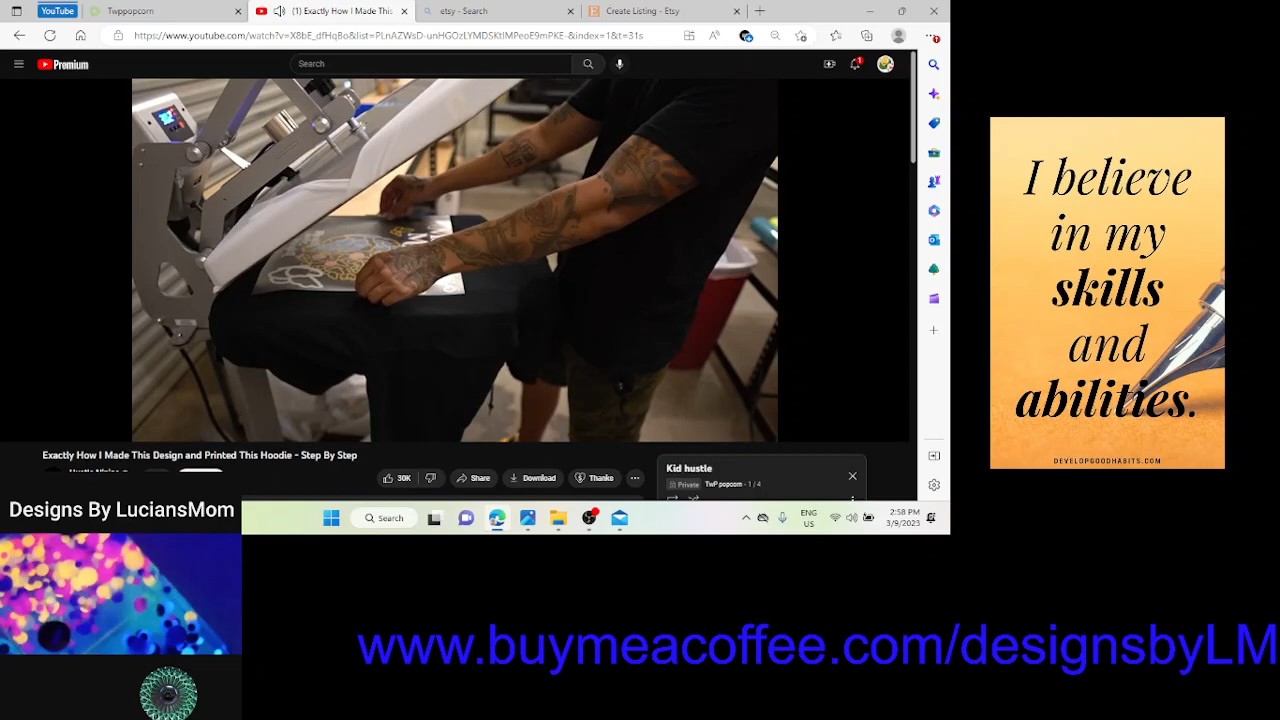 YouTube
Twppopcorn
(1) Exactly How I Made This
etsy - Search
Create Listing - Etsy
https://www.youtube.com/watch?v=X8bE_dfHqBo&list=PLnAZWsD-unHGOzLYMDSKtIMPeoE9mPKE-&index=1&t=31s
Premium
Search
1
Exactly How I Made This Design and Printed This Hoodie - Step By Step
30K
Share
Download
Thanks
Kid hustle
Private
TwP popcorn - 1 / 4
Search
ENG
US
2:58 PM
3/9/2023
Designs By LuciansMom
I believe
in my
skills
and
abilities.
DEVELOPGOODHABITS.COM
www.buymeacoffee.com/designsbyLM